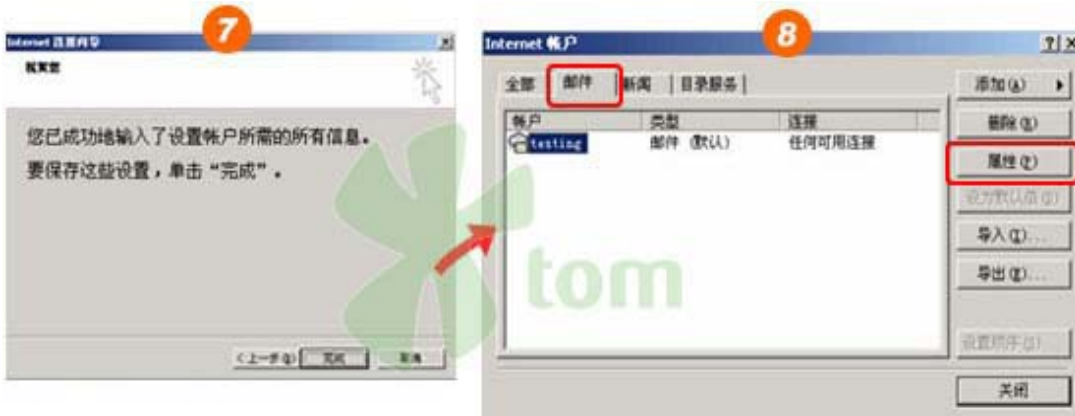 7
Internet 连接向导
祝贺您
您已成功地输入了设置帐户所需的所有信息。
要保存这些设置，单击“完成”。
<上一步(B)
完成
取消
8
Internet 帐户
全部
邮件
新闻
目录服务
帐户
类型
连接
testing
邮件 (默认)
任何可用连接
添加(A)
删除(R)
属性(P)
设为默认值(D)
导入(I)...
导出(E)...
设置顺序(S)
关闭
tom